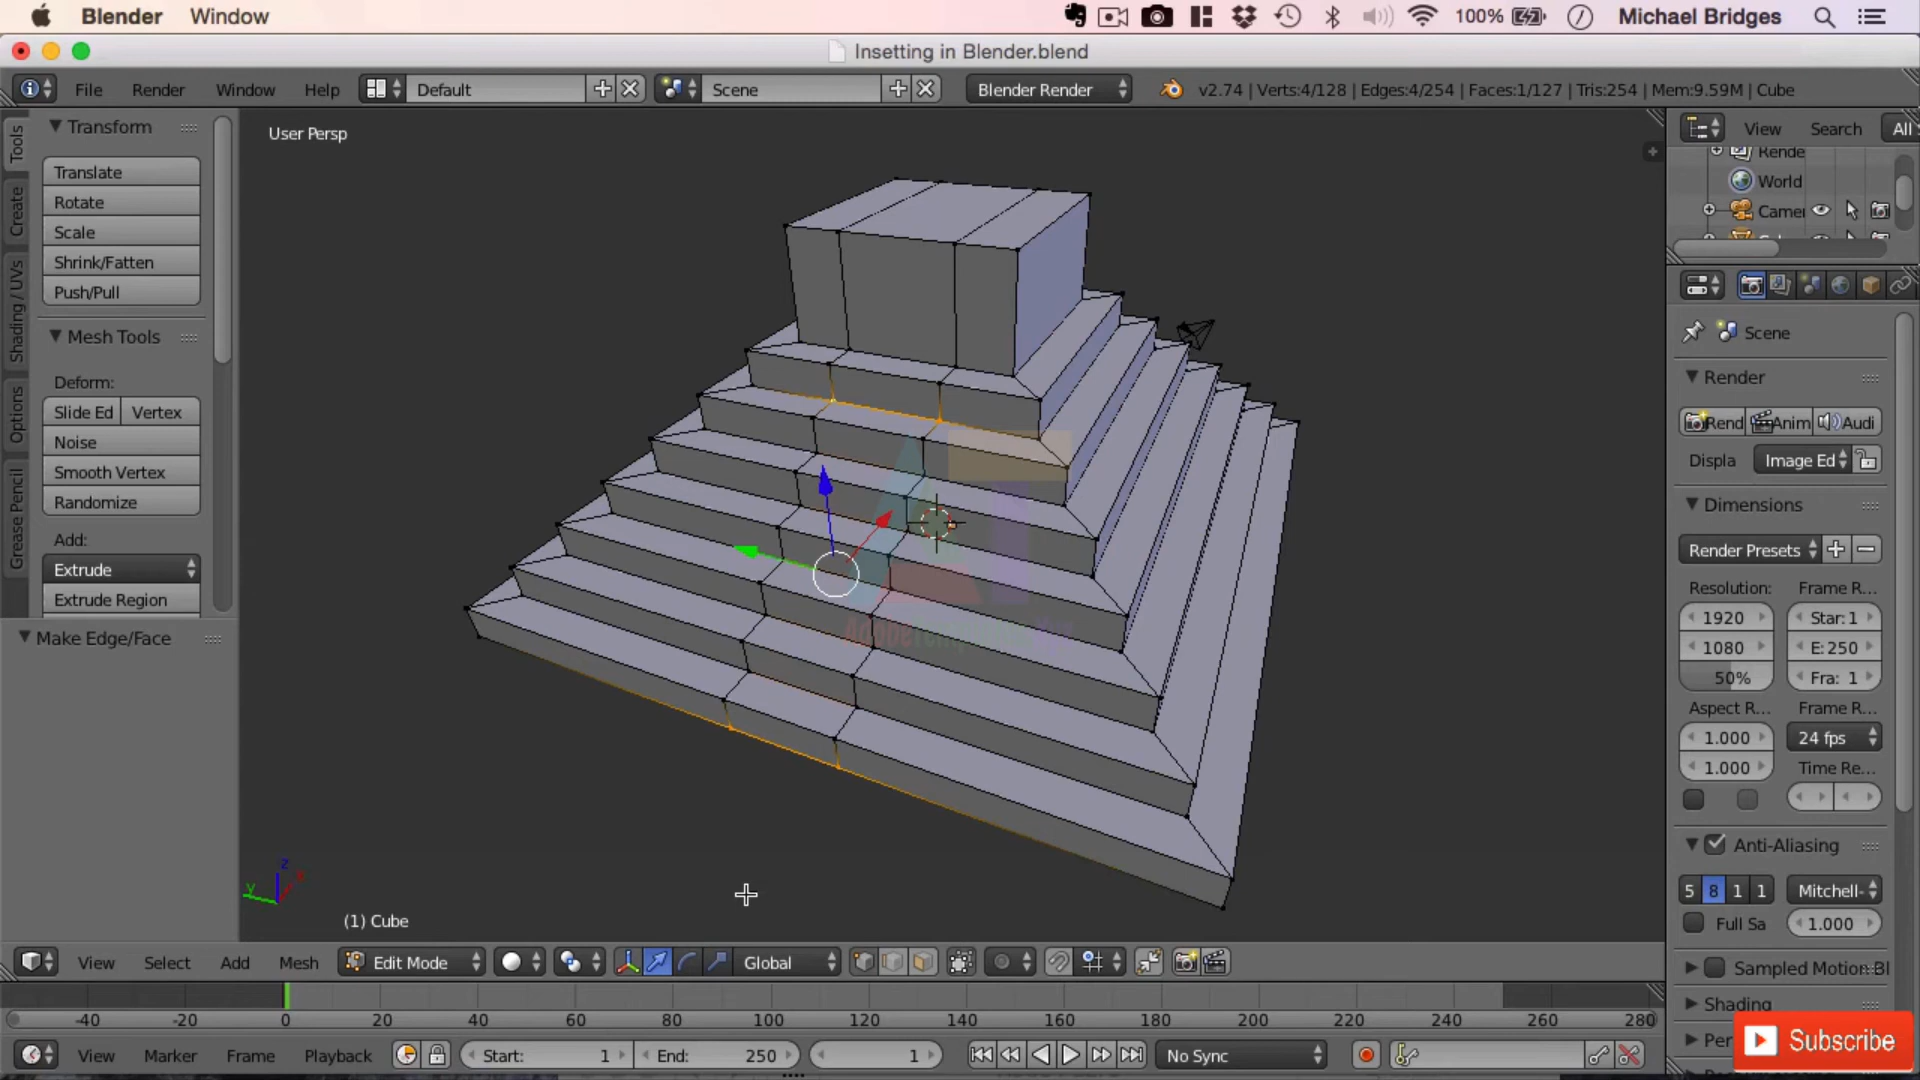 Blender Window 100% Michael Bridges
Insetting in Blender.blend
File Render Window Help Default Scene Blender Render v2.74 | Verts:4/128 | Edges:4/254 | Faces:1/127 | Tris:254 | Mem:9.59M | Cube
Tools
Create
Shading / UVs
Options
Grease Pencil
Transform
Translate
Rotate
Scale
Shrink/Fatten
Push/Pull
Mesh Tools
Deform:
Slide Ed Vertex
Noise
Smooth Vertex
Randomize
Add:
Extrude
Extrude Region
Make Edge/Face
User Persp
z
y x
(1) Cube
View Search All
Rende
World
Camer
Scene
Render
Rend Anim Audi
Displa Image Ed
Dimensions
Render Presets
Resolution: Frame R...
1920 Star: 1
1080 E: 250
50% Fra: 1
Aspect R... Frame R...
1.000 24 fps
1.000 Time Re...
Anti-Aliasing
5 8 1 1 Mitchell-
Full Sa 1.000
Sampled Motion Bl
Shading
Per
Subscribe
View Select Add Mesh Edit Mode Global
-40 -20 0 20 40 60 80 100 120 140 160 180 200 220 240 260 280
View Marker Frame Playback Start: 1 End: 250 1 No Sync